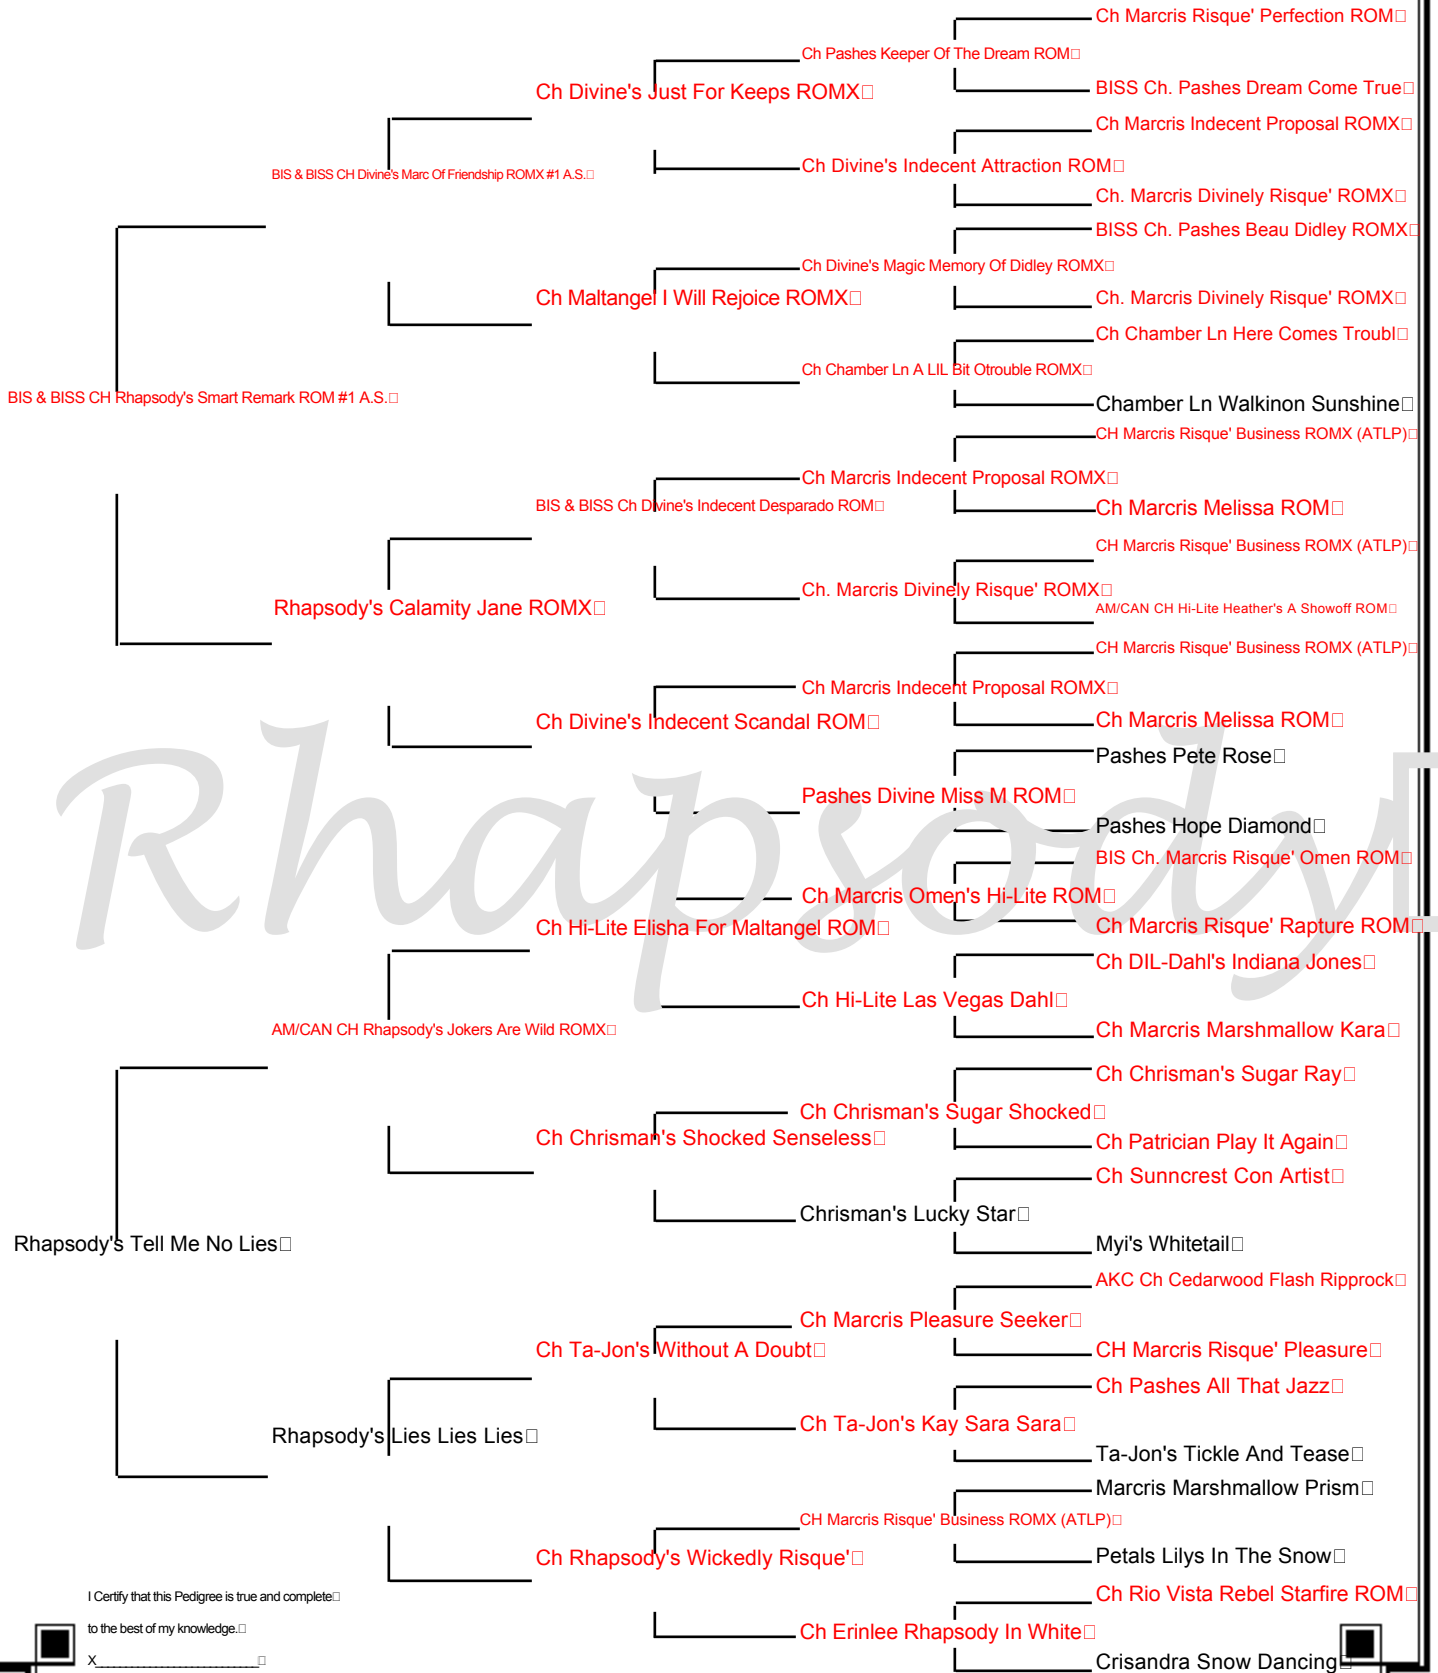 Ch Marcris Risque' Perfection ROM
Ch Pashes Keeper Of The Dream ROM
Ch Divine's Just For Keeps ROMX
BISS Ch. Pashes Dream Come True
Ch Marcris Indecent Proposal ROMX
Ch Divine's Indecent Attraction ROM
BIS & BISS CH Divine's Marc Of Friendship ROMX #1 A.S.
Ch. Marcris Divinely Risque' ROMX
BISS Ch. Pashes Beau Didley ROMX
Ch Divine's Magic Memory Of Didley ROMX
Ch Maltangel I Will Rejoice ROMX
Ch. Marcris Divinely Risque' ROMX
Ch Chamber Ln Here Comes Troubl
Ch Chamber Ln A LIL Bit Otrouble ROMX
BIS & BISS CH Rhapsody's Smart Remark ROM #1 A.S.
Chamber Ln Walkinon Sunshine
CH Marcris Risque' Business ROMX (ATLP)
Ch Marcris Indecent Proposal ROMX
BIS & BISS Ch Divine's Indecent Desparado ROM
Ch Marcris Melissa ROM
CH Marcris Risque' Business ROMX (ATLP)
Ch. Marcris Divinely Risque' ROMX
Rhapsody's Calamity Jane ROMX
AM/CAN CH Hi-Lite Heather's A Showoff ROM
CH Marcris Risque' Business ROMX (ATLP)
Ch Marcris Indecent Proposal ROMX
Ch Divine's Indecent Scandal ROM
Ch Marcris Melissa ROM
Pashes Pete Rose
Pashes Divine Miss M ROM
Pashes Hope Diamond
Rhapsody
BIS Ch. Marcris Risque' Omen ROM
Ch Marcris Omen's Hi-Lite ROM
Ch Hi-Lite Elisha For Maltangel ROM
Ch Marcris Risque' Rapture ROM
Ch DIL-Dahl's Indiana Jones
Ch Hi-Lite Las Vegas Dahl
AM/CAN CH Rhapsody's Jokers Are Wild ROMX
Ch Marcris Marshmallow Kara
Ch Chrisman's Sugar Ray
Ch Chrisman's Sugar Shocked
Ch Chrisman's Shocked Senseless
Ch Patrician Play It Again
Ch Sunncrest Con Artist
Chrisman's Lucky Star
Rhapsody's Tell Me No Lies
Myi's Whitetail
AKC Ch Cedarwood Flash Ripprock
Ch Marcris Pleasure Seeker
Ch Ta-Jon's Without A Doubt
CH Marcris Risque' Pleasure
Ch Pashes All That Jazz
Ch Ta-Jon's Kay Sara Sara
Rhapsody's Lies Lies Lies
Ta-Jon's Tickle And Tease
Marcris Marshmallow Prism
CH Marcris Risque' Business ROMX (ATLP)
Ch Rhapsody's Wickedly Risque'
Petals Lilys In The Snow
Ch Rio Vista Rebel Starfire ROM
Ch Erinlee Rhapsody In White
Crisandra Snow Dancing
I Certify that this Pedigree is true and complete
to the best of my knowledge.
X___________________________